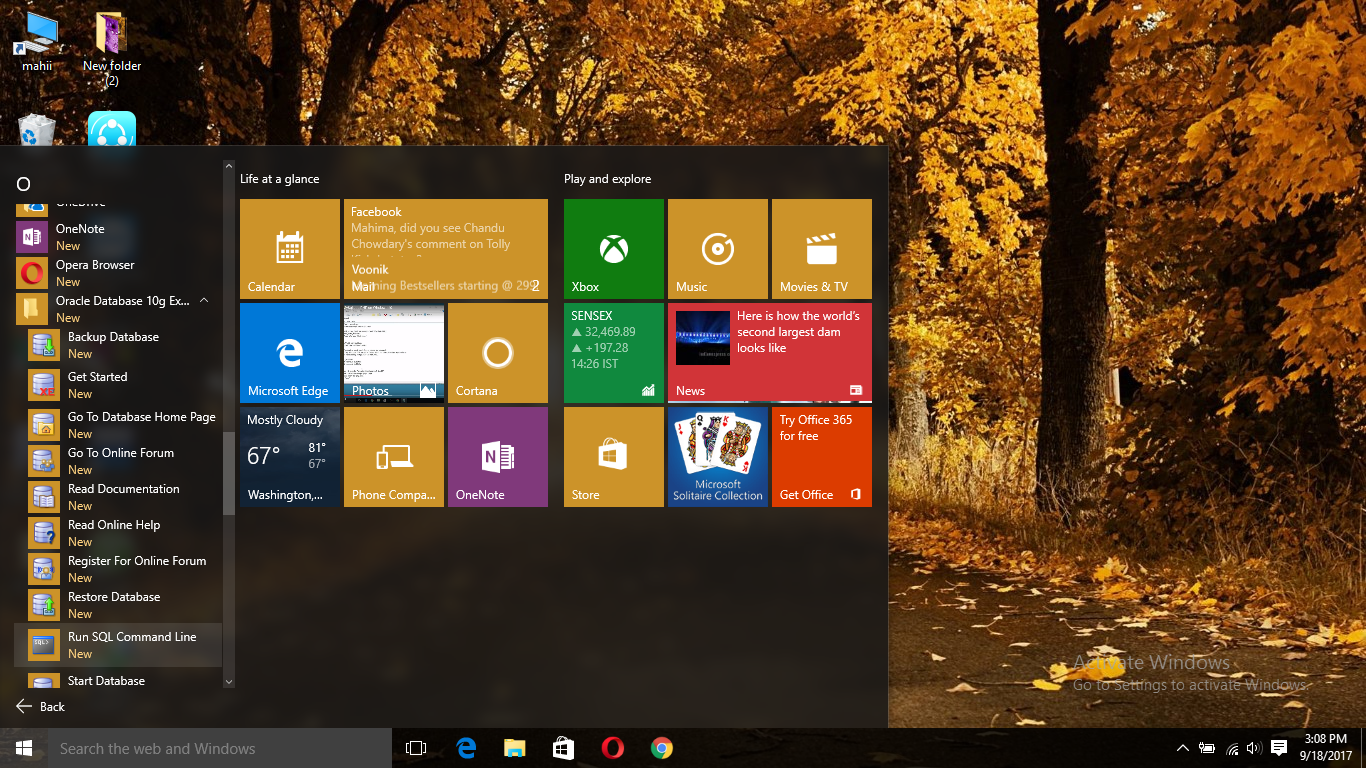 mahii
New folder
(2)
O
OneDrive
OneNote
New
Opera Browser
New
Oracle Database 10g Ex...
New
Backup Database
New
Get Started
New
Go To Database Home Page
New
Go To Online Forum
New
Read Documentation
New
Read Online Help
New
Register For Online Forum
New
Restore Database
New
Run SQL Command Line
New
Start Database
Back
Life at a glance
Calendar
Facebook
Mahima, did you see Chandu
Chowdary's comment on Tolly
Voonik
Morning Bestsellers starting @ 299!
Mail
2
Microsoft Edge
Photos
Cortana
Mostly Cloudy
67°
81°
67°
Washington,...
Phone Compa...
OneNote
Play and explore
Xbox
Music
Movies & TV
SENSEX
▲ 32,469.89
▲ +197.28
14:26 IST
Here is how the world's
second largest dam
looks like
News
Store
Microsoft
Solitaire Collection
Try Office 365
for free
Get Office
Activate Windows
Go to Settings to activate Windows.
Search the web and Windows
3:08 PM
9/18/2017